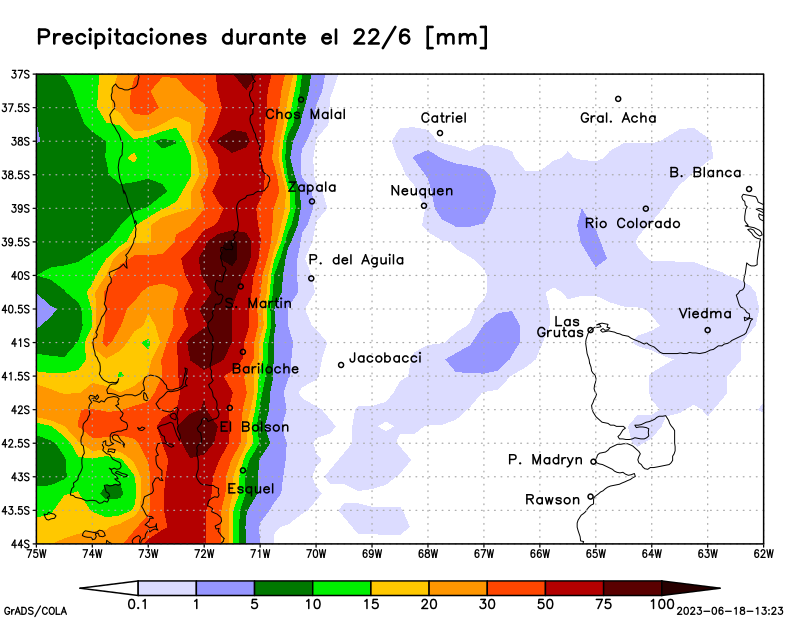 Precipitaciones durante el 22/6 [mm]
37S
37.5S
38S
38.5S
39S
39.5S
40S
40.5S
41S
41.5S
42S
42.5S
43S
43.5S
44S
Chos Malal
Catriel
Gral. Acha
B. Blanca
Zapala
Neuquen
Rio Colorado
P. del Aguila
S. Martin
Viedma
Las
Grutas
Jacobacci
Bariloche
El Bolson
P. Madryn
Esquel
Rawson
75W 74W 73W 72W 71W 70W 69W 68W 67W 66W 65W 64W 63W 62W
0.1 1 5 10 15 20 30 50 75 100
GrADS/COLA
2023-06-18-13:23